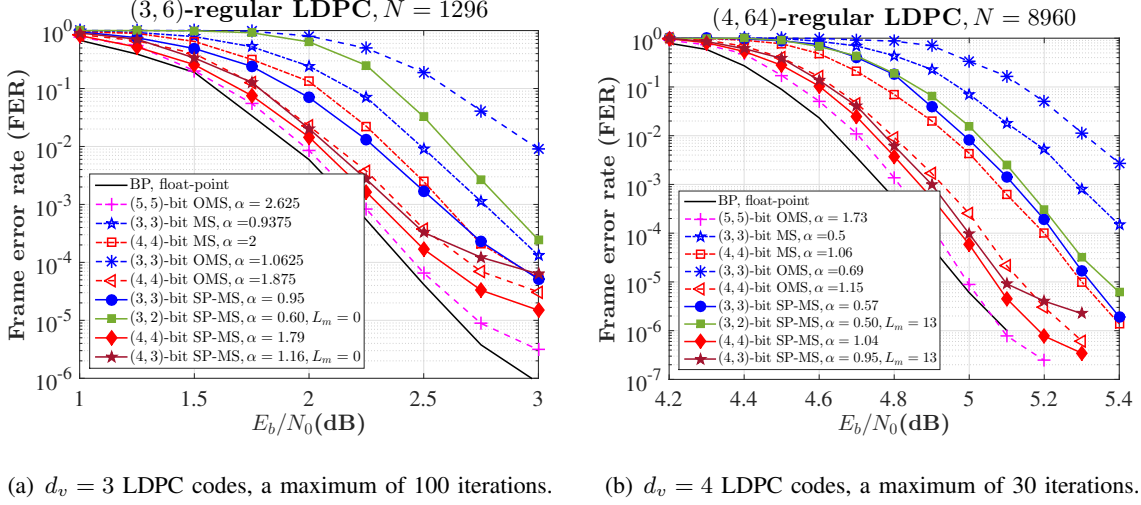 (3, 6)-regular LDPC, N = 1296
Frame error rate (FER)
10^0
10^-1
10^-2
10^-3
10^-4
10^-5
10^-6
BP, float-point
(5, 5)-bit OMS, α = 2.625
(3, 3)-bit MS, α =0.9375
(4, 4)-bit MS, α =2
(3, 3)-bit OMS, α =1.0625
(4, 4)-bit OMS, α =1.875
(3, 3)-bit SP-MS, α = 0.95
(3, 2)-bit SP-MS, α = 0.60, L_m = 0
(4, 4)-bit SP-MS, α = 1.79
(4, 3)-bit SP-MS, α = 1.16, L_m = 0
1 1.5 2 2.5 3
E_b/N_0(dB)
(a) d_v = 3 LDPC codes, a maximum of 100 iterations.
(4, 64)-regular LDPC, N = 8960
Frame error rate (FER)
10^0
10^-1
10^-2
10^-3
10^-4
10^-5
10^-6
10^-7
BP, float-point
(5, 5)-bit OMS, α = 1.73
(3, 3)-bit MS, α =0.5
(4, 4)-bit MS, α =1.06
(3, 3)-bit OMS, α =0.69
(4, 4)-bit OMS, α =1.15
(3, 3)-bit SP-MS, α = 0.57
(3, 2)-bit SP-MS, α = 0.50, L_m = 13
(4, 4)-bit SP-MS, α = 1.04
(4, 3)-bit SP-MS, α = 0.95, L_m = 13
4.2 4.4 4.6 4.8 5 5.2 5.4
E_b/N_0(dB)
(b) d_v = 4 LDPC codes, a maximum of 30 iterations.